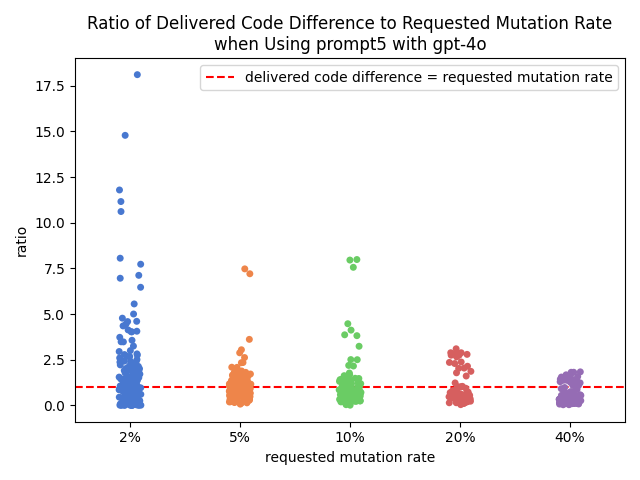 Ratio of Delivered Code Difference to Requested Mutation Rate
when Using prompt5 with gpt-4o
delivered code difference = requested mutation rate
17.5
15.0
12.5
10.0
7.5
5.0
2.5
0.0
ratio
2%
5%
10%
20%
40%
requested mutation rate